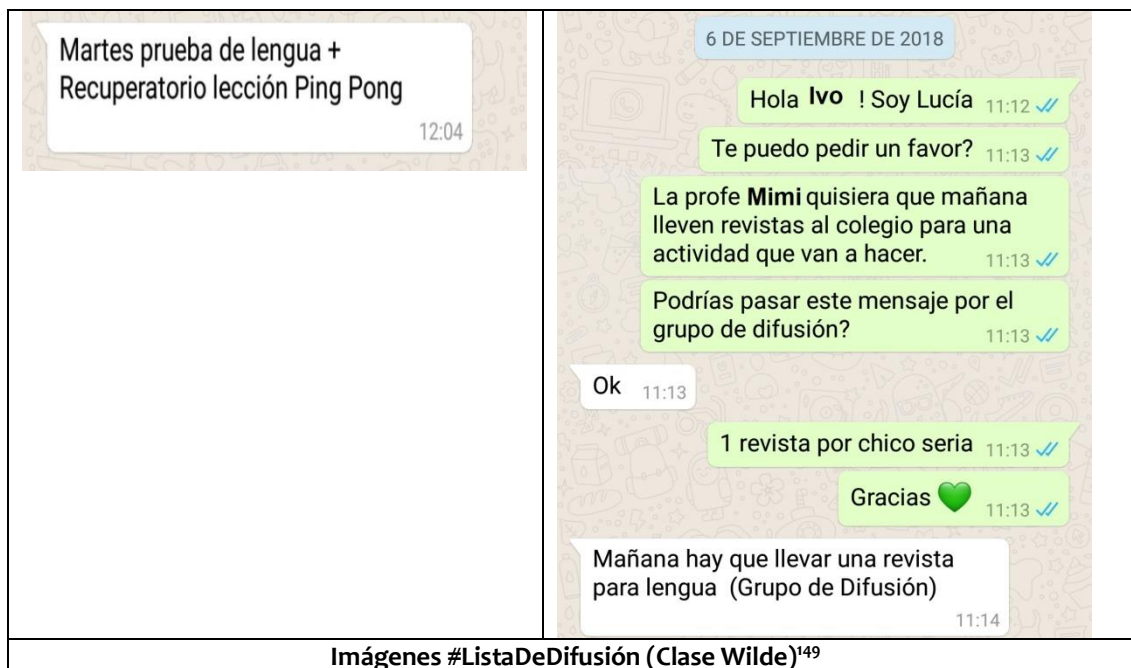 Martes prueba de lengua +
Recuperatorio lección Ping Pong
12:04
6 DE SEPTIEMBRE DE 2018
Hola Ivo ! Soy Lucía 11:12
Te puedo pedir un favor? 11:13
La profe Mimi quisiera que mañana
lleven revistas al colegio para una
actividad que van a hacer. 11:13
Podrías pasar este mensaje por el
grupo de difusión? 11:13
Ok 11:13
1 revista por chico seria 11:13
Gracias 💚 11:13
Mañana hay que llevar una revista
para lengua (Grupo de Difusión)
11:14
Imágenes #ListaDeDifusión (Clase Wilde)¹⁴⁹